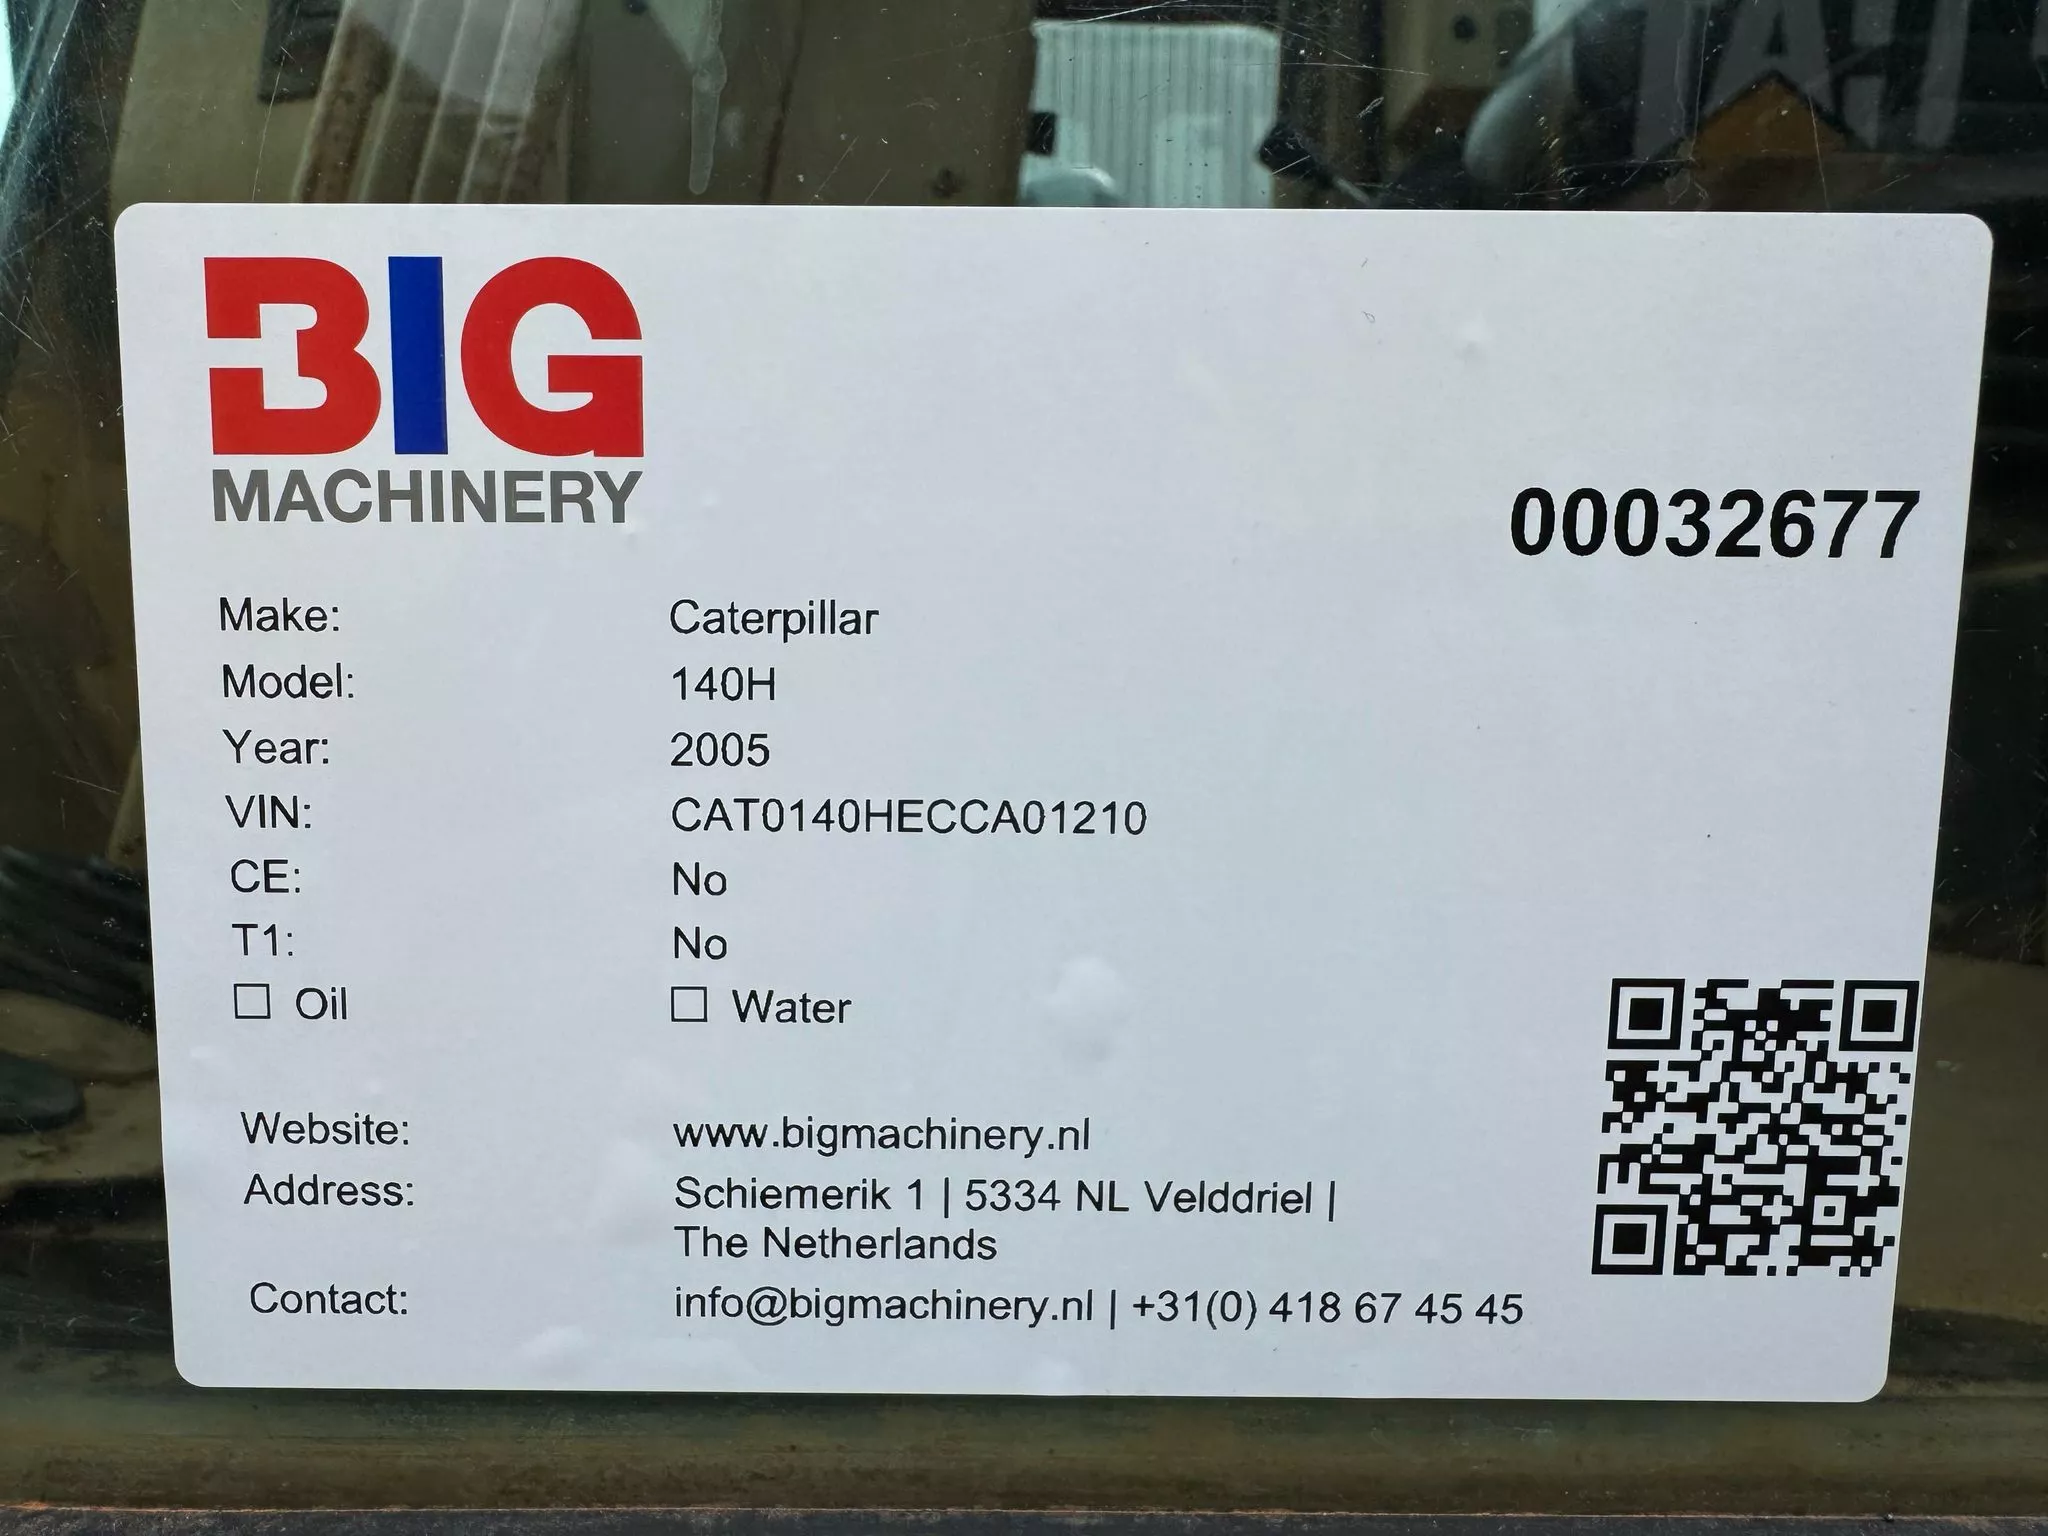 BIG
MACHINERY
00032677
Make: Caterpillar
Model: 140H
Year: 2005
VIN: CAT0140HECCA01210
CE: No
T1: No
☐ Oil ☐ Water
Website: www.bigmachinery.nl
Address: Schiemerik 1 | 5334 NL Velddriel |
The Netherlands
Contact: info@bigmachinery.nl | +31(0) 418 67 45 45